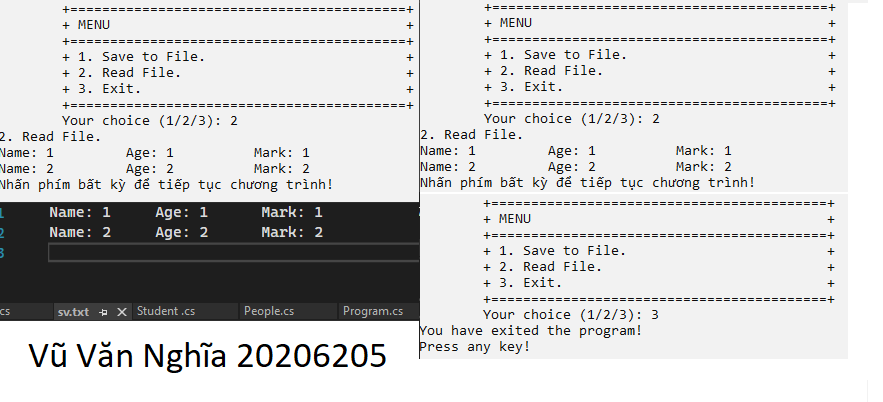 +==========================================+
+ MENU +
+==========================================+
+ 1. Save to File. +
+ 2. Read File. +
+ 3. Exit. +
+==========================================+
Your choice (1/2/3): 2
2. Read File.
Name: 1 Age: 1 Mark: 1
Name: 2 Age: 2 Mark: 2
Nhấn phím bất kỳ để tiếp tục chương trình!
1 Name: 1 Age: 1 Mark: 1
2 Name: 2 Age: 2 Mark: 2
3
cs sv.txt Student .cs People.cs Program.cs
Vũ Văn Nghĩa 20206205
+==========================================+
+ MENU +
+==========================================+
+ 1. Save to File. +
+ 2. Read File. +
+ 3. Exit. +
+==========================================+
Your choice (1/2/3): 2
2. Read File.
Name: 1 Age: 1 Mark: 1
Name: 2 Age: 2 Mark: 2
Nhấn phím bất kỳ để tiếp tục chương trình!
+==========================================+
+ MENU +
+==========================================+
+ 1. Save to File. +
+ 2. Read File. +
+ 3. Exit. +
+==========================================+
Your choice (1/2/3): 3
You have exited the program!
Press any key!